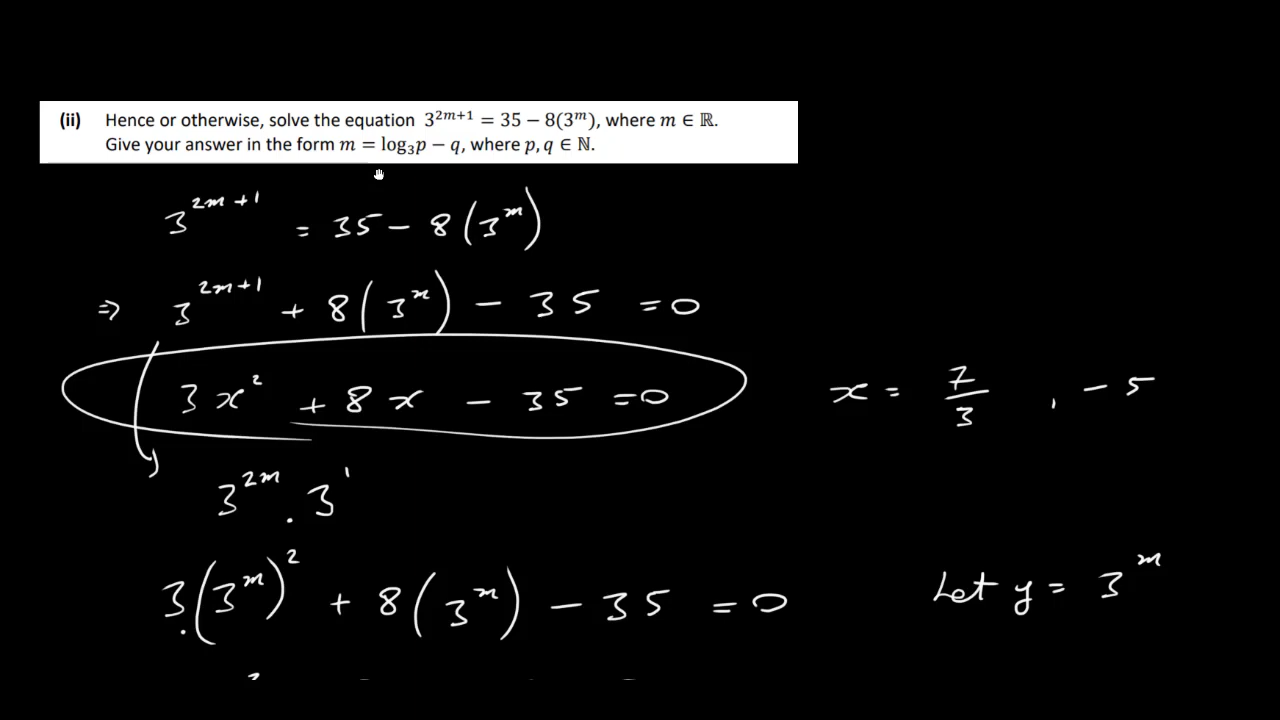 (ii) Hence or otherwise, solve the equation 3^{2m+1} = 35 − 8(3^m), where m ∈ ℝ.
Give your answer in the form m = log₃p − q, where p, q ∈ ℕ.
3^{2m+1} = 35 − 8(3^m)
⇒ 3^{2m+1} + 8(3^m) − 35 = 0
3x² + 8x − 35 = 0
x = 7/3 , −5
3^{2m} . 3^1
3(3^m)² + 8(3^m) − 35 = 0
Let y = 3^m